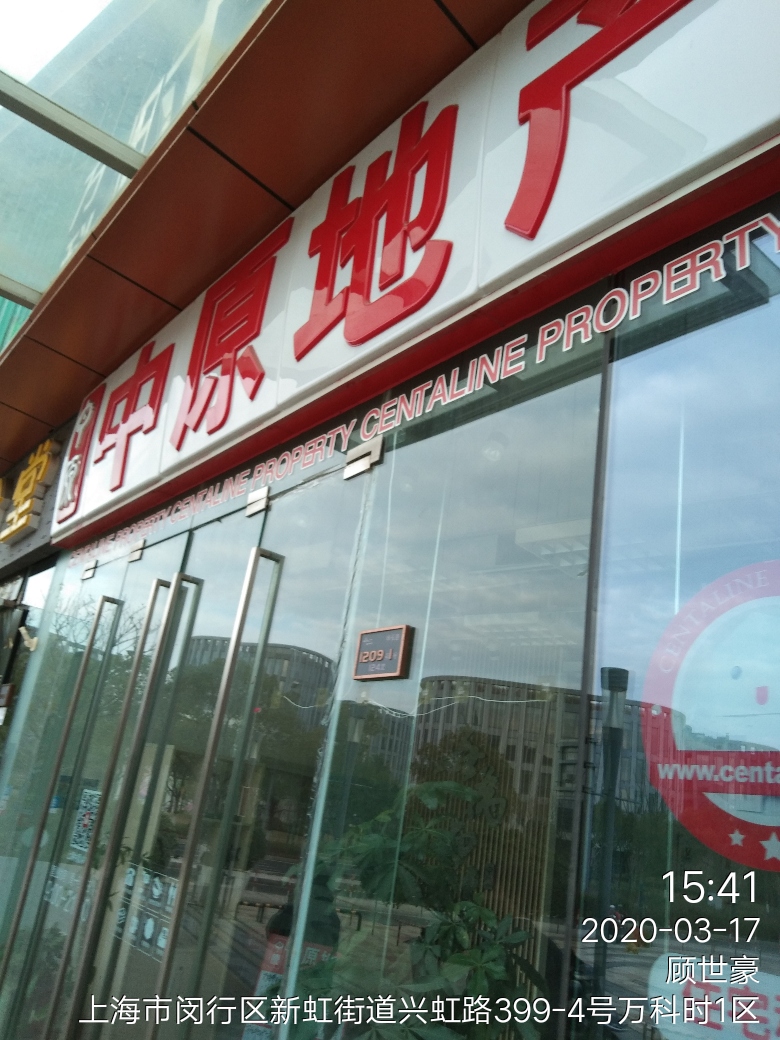 中原地产
堂
CENTALINE PROPERTY CENTALINE PROPERTY CENTALINE PROPERTY
1209
CENTALINE
www.centa
15:41
2020-03-17
顾世豪
上海市闵行区新虹街道兴虹路399-4号万科时1区